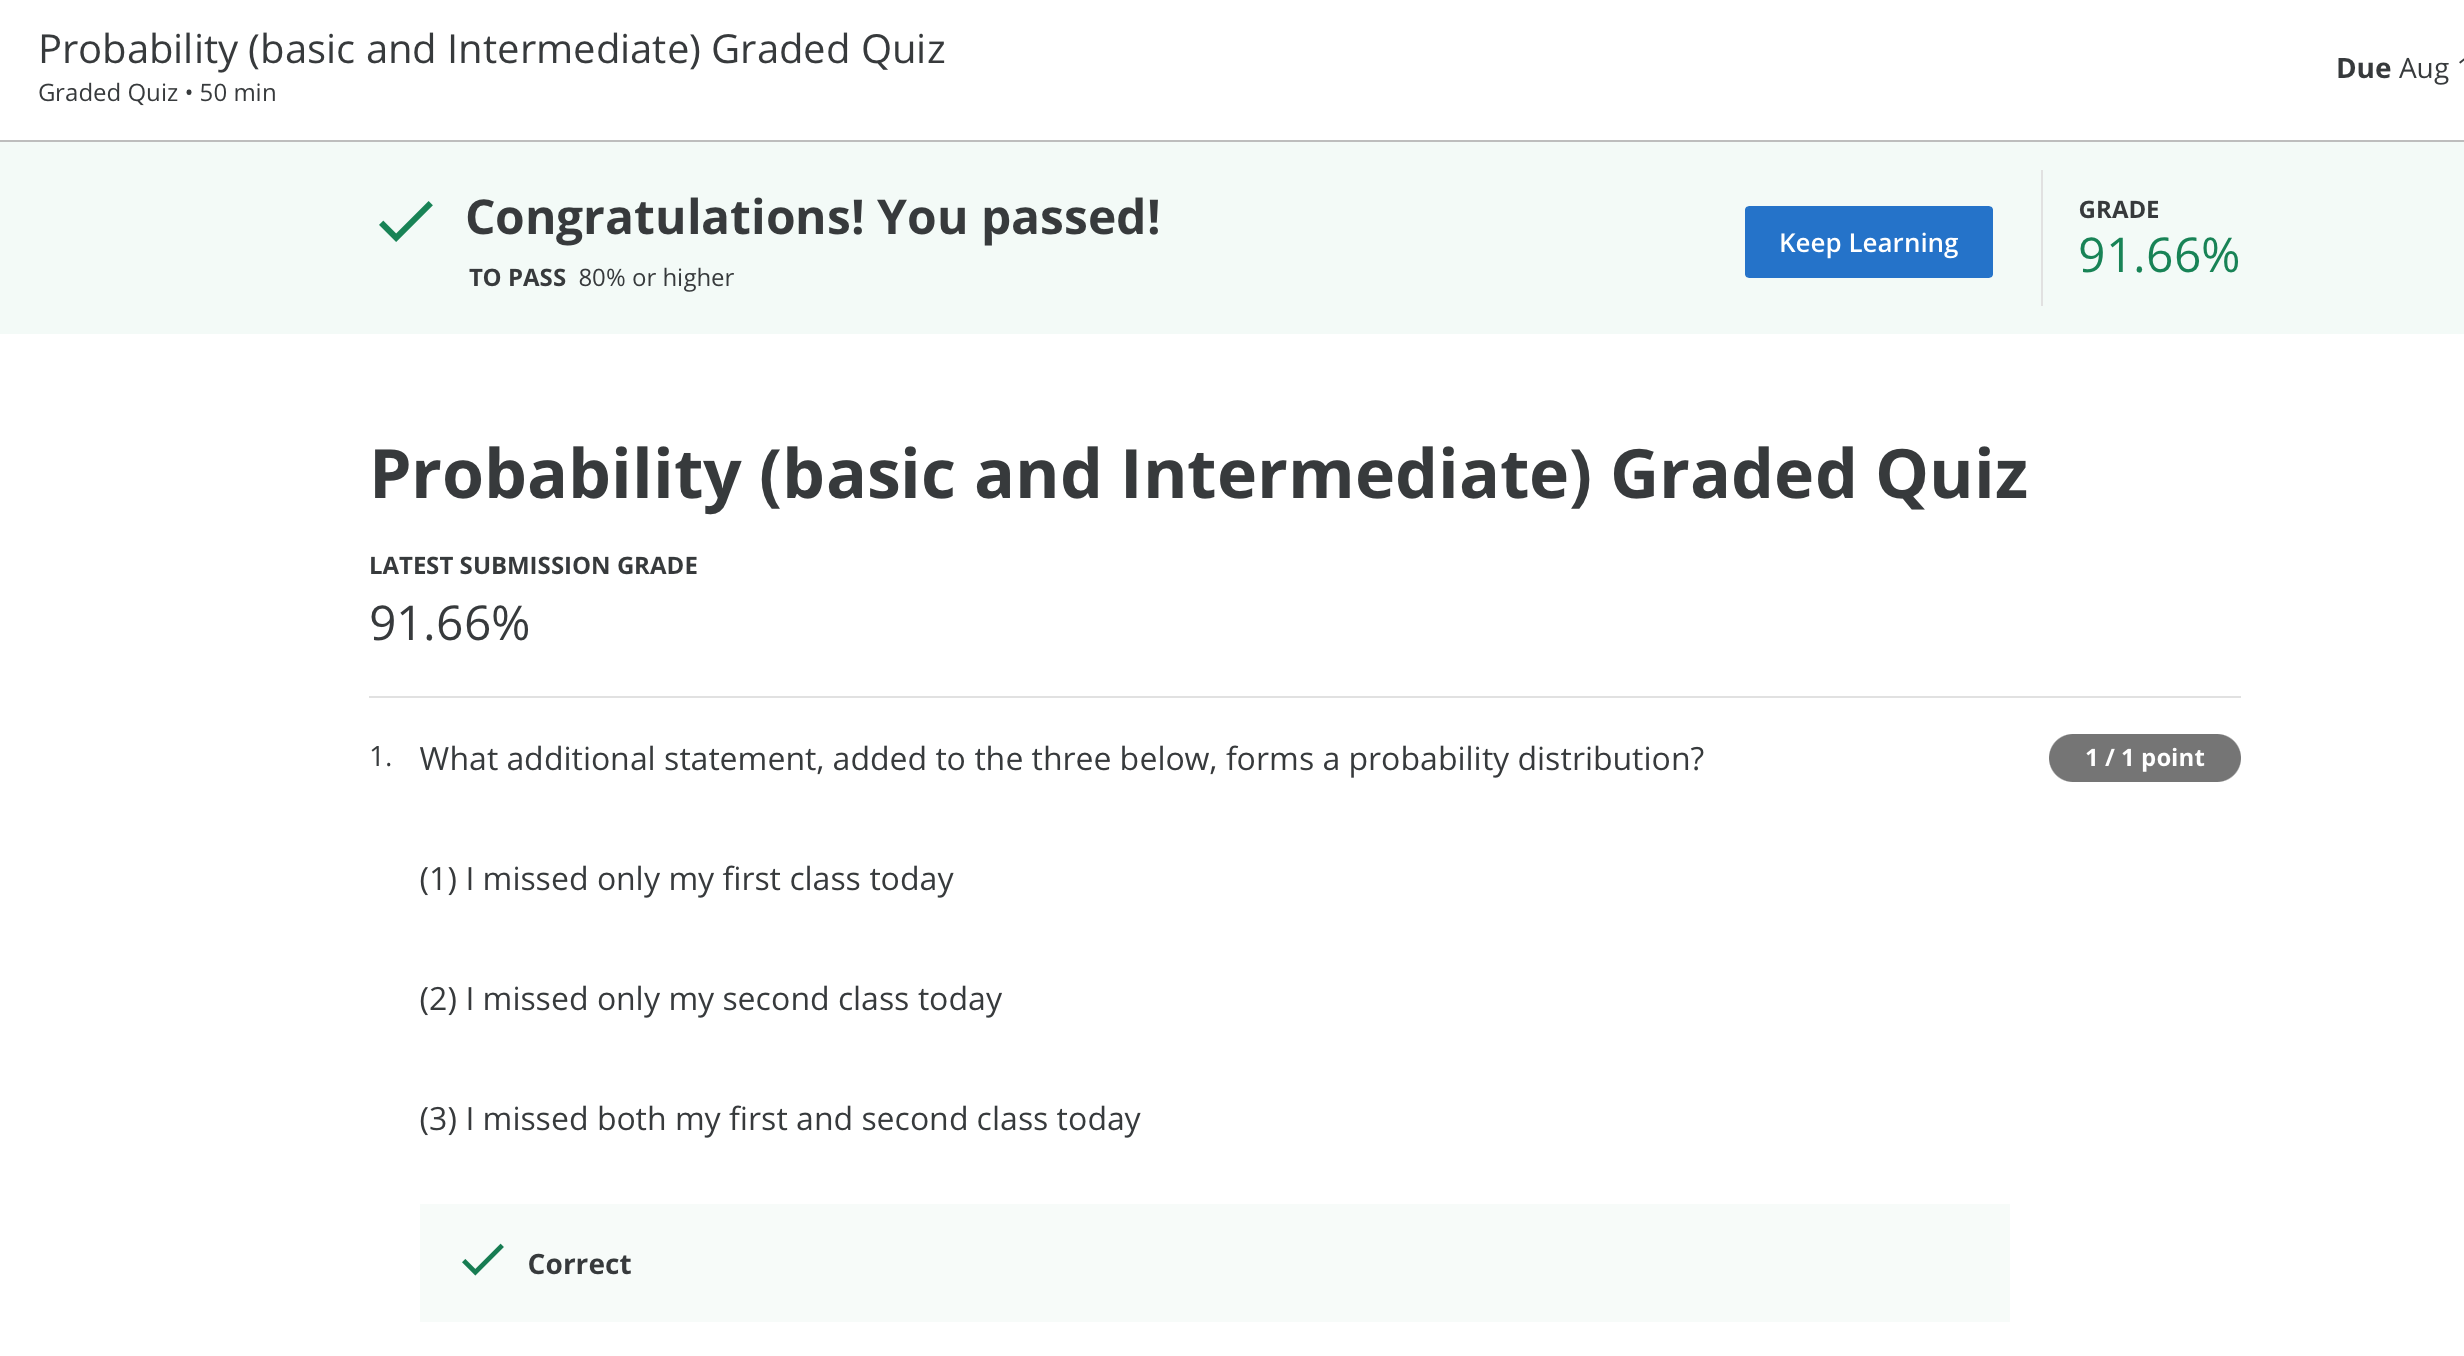 Probability (basic and Intermediate) Graded Quiz
Graded Quiz • 50 min
Due Aug
Congratulations! You passed!
TO PASS 80% or higher
Keep Learning
GRADE
91.66%
Probability (basic and Intermediate) Graded Quiz
LATEST SUBMISSION GRADE
91.66%
1. What additional statement, added to the three below, forms a probability distribution?
1 / 1 point
(1) I missed only my first class today
(2) I missed only my second class today
(3) I missed both my first and second class today
Correct